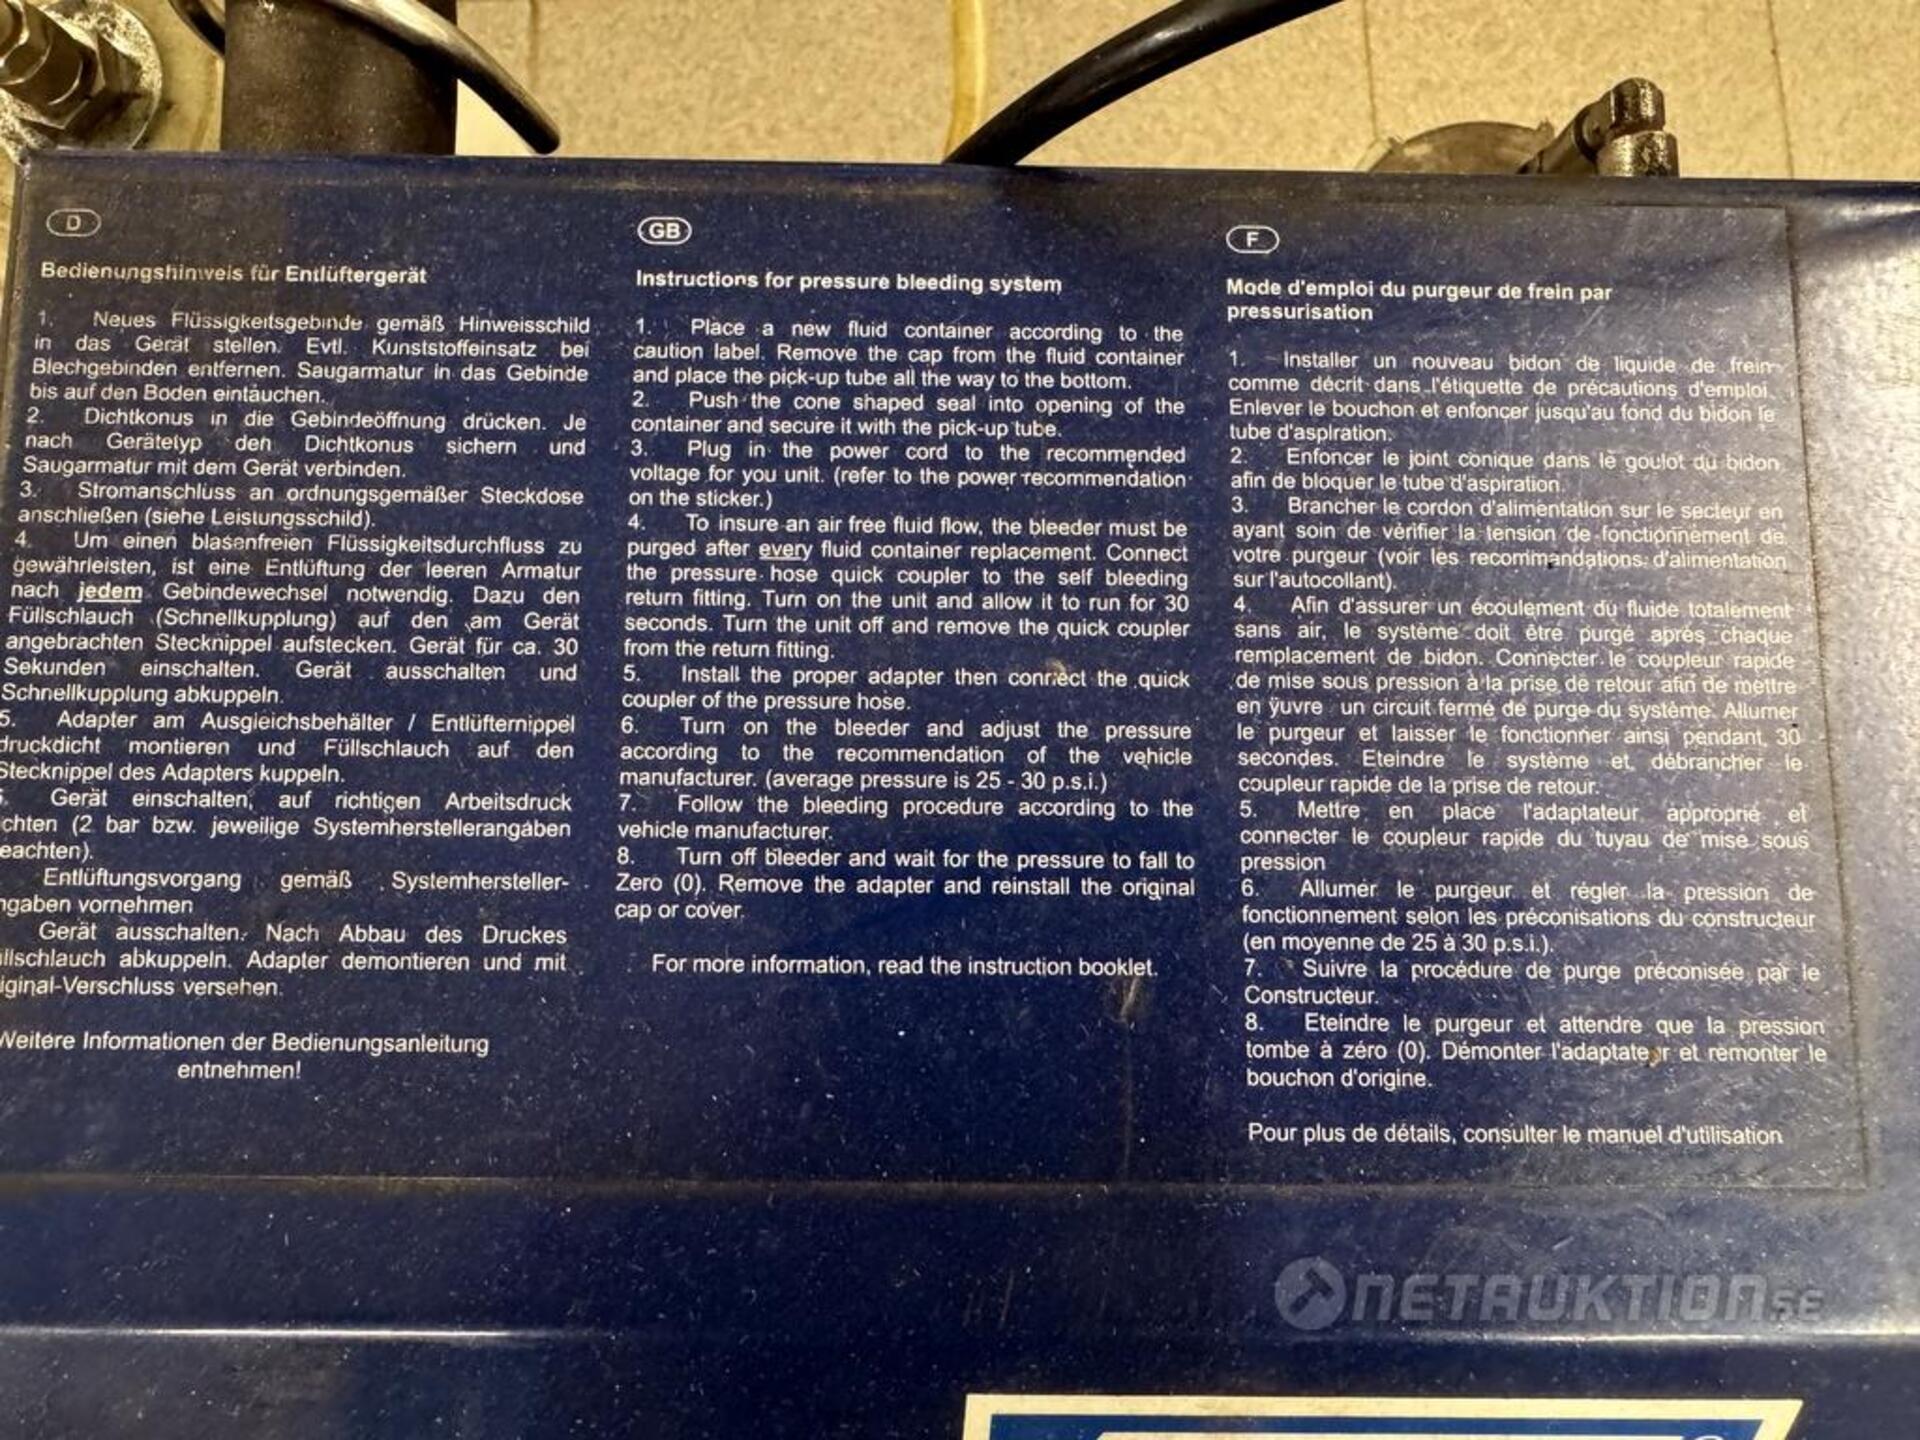 D
Bedienungshinweis für Entlüftergerät
1. Neues Flüssigkeitsgebinde gemäß Hinweisschild
in das Gerät stellen. Evtl. Kunststoffeinsatz bei
Blechgebinden entfernen. Saugarmatur in das Gebinde
bis auf den Boden eintauchen.
2. Dichtkonus in die Gebindeöffnung drücken. Je
nach Gerätetyp den Dichtkonus sichern und
Saugarmatur mit dem Gerät verbinden.
3. Stromanschluss an ordnungsgemäßer Steckdose
anschließen (siehe Leistungsschild).
4. Um einen blasenfreien Flüssigkeitsdurchfluss zu
gewährleisten, ist eine Entlüftung der leeren Armatur
nach jedem Gebindewechsel notwendig. Dazu den
Füllschlauch (Schnellkupplung) auf den am Gerät
angebrachten Stecknippel aufstecken. Gerät für ca. 30
Sekunden einschalten. Gerät ausschalten und
Schnellkupplung abkuppeln.
5. Adapter am Ausgleichsbehälter / Entlüfternippel
druckdicht montieren und Füllschlauch auf den
Stecknippel des Adapters kuppeln.
Gerät einschalten, auf richtigen Arbeitsdruck
chten (2 bar bzw. jeweilige Systemherstellerangaben
eachten).
Entlüftungsvorgang gemäß Systemhersteller-
ngaben vornehmen
Gerät ausschalten. Nach Abbau des Druckes
llschlauch abkuppeln. Adapter demontieren und mit
iginal-Verschluss versehen.
Weitere Informationen der Bedienungsanleitung
entnehmen!
GB
Instructions for pressure bleeding system
1. Place a new fluid container according to the
caution label. Remove the cap from the fluid container
and place the pick-up tube all the way to the bottom.
2. Push the cone shaped seal into opening of the
container and secure it with the pick-up tube.
3. Plug in the power cord to the recommended
voltage for you unit. (refer to the power recommendation
on the sticker.)
4. To insure an air free fluid flow, the bleeder must be
purged after every fluid container replacement. Connect
the pressure hose quick coupler to the self bleeding
return fitting. Turn on the unit and allow it to run for 30
seconds. Turn the unit off and remove the quick coupler
from the return fitting.
5. Install the proper adapter then connect the quick
coupler of the pressure hose.
6. Turn on the bleeder and adjust the pressure
according to the recommendation of the vehicle
manufacturer. (average pressure is 25 - 30 p.s.i.)
7. Follow the bleeding procedure according to the
vehicle manufacturer.
8. Turn off bleeder and wait for the pressure to fall to
Zero (0). Remove the adapter and reinstall the original
cap or cover.
For more information, read the instruction booklet.
F
Mode d'emploi du purgeur de frein par
pressurisation
1. Installer un nouveau bidon de liquide de frein
comme décrit dans l'étiquette de précautions d'emploi.
Enlever le bouchon et enfoncer jusqu'au fond du bidon le
tube d'aspiration.
2. Enfoncer le joint conique dans le goulot du bidon
afin de bloquer le tube d'aspiration.
3. Brancher le cordon d'alimentation sur le secteur en
ayant soin de vérifier la tension de fonctionnement de
votre purgeur (voir les recommandations d'alimentation
sur l'autocollant).
4. Afin d'assurer un écoulement du fluide totalement
sans air, le système doit être purgé après chaque
remplacement de bidon. Connecter le coupleur rapide
de mise sous pression à la prise de retour afin de mettre
en ÿuvre un circuit fermé de purge du système. Allumer
le purgeur et laisser le fonctionner ainsi pendant 30
secondes. Eteindre le système et débrancher le
coupleur rapide de la prise de retour.
5. Mettre en place l'adaptateur approprié et
connecter le coupleur rapide du tuyau de mise sous
pression
6. Allumer le purgeur et régler la pression de
fonctionnement selon les préconisations du constructeur
(en moyenne de 25 à 30 p.s.i.).
7. Suivre la procédure de purge préconisée par le
Constructeur.
8. Eteindre le purgeur et attendre que la pression
tombe à zéro (0). Démonter l'adaptateur et remonter le
bouchon d'origine.
Pour plus de détails, consulter le manuel d'utilisation
NETAUKTION.SE